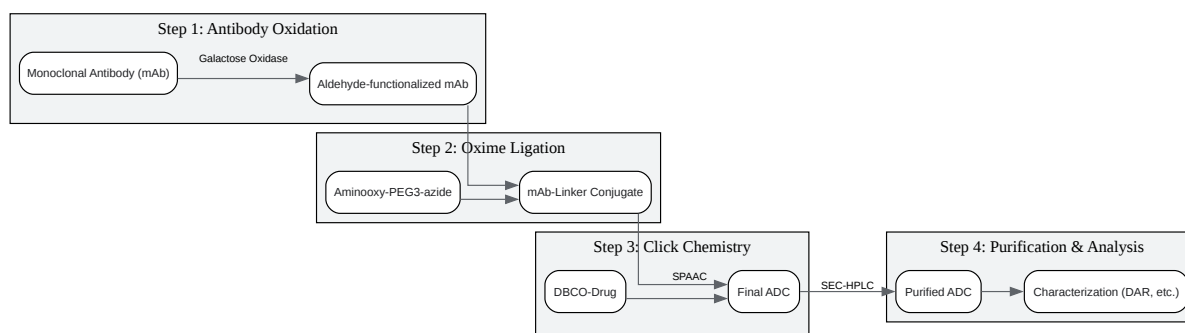 Step 1: Antibody Oxidation
Monoclonal Antibody (mAb)
Galactose Oxidase
Aldehyde-functionalized mAb
Step 2: Oxime Ligation
Aminooxy-PEG3-azide
mAb-Linker Conjugate
Step 3: Click Chemistry
DBCO-Drug
SPAAC
Final ADC
SEC-HPLC
Step 4: Purification & Analysis
Purified ADC
Characterization (DAR, etc.)